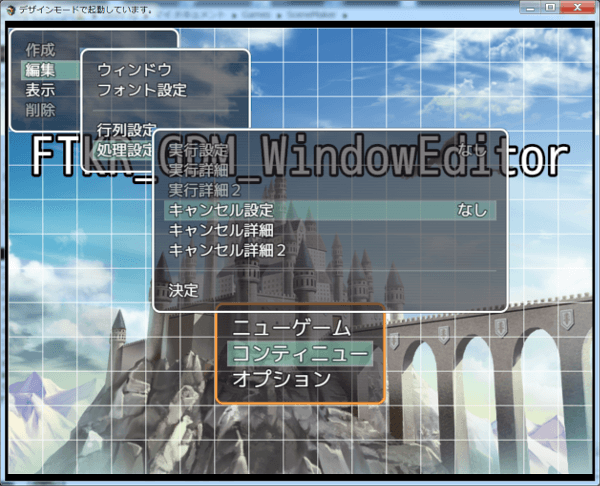 デザインモードで起動しています。
作成
編集
表示
削除
ウィンドウ
フォント設定
行列設定
処理設定
FTKR_GPM_WindowEditor
実行設定 なし
実行詳細
実行詳細２
キャンセル設定 なし
キャンセル詳細
キャンセル詳細２
決定
ニューゲーム
コンティニュー
オプション